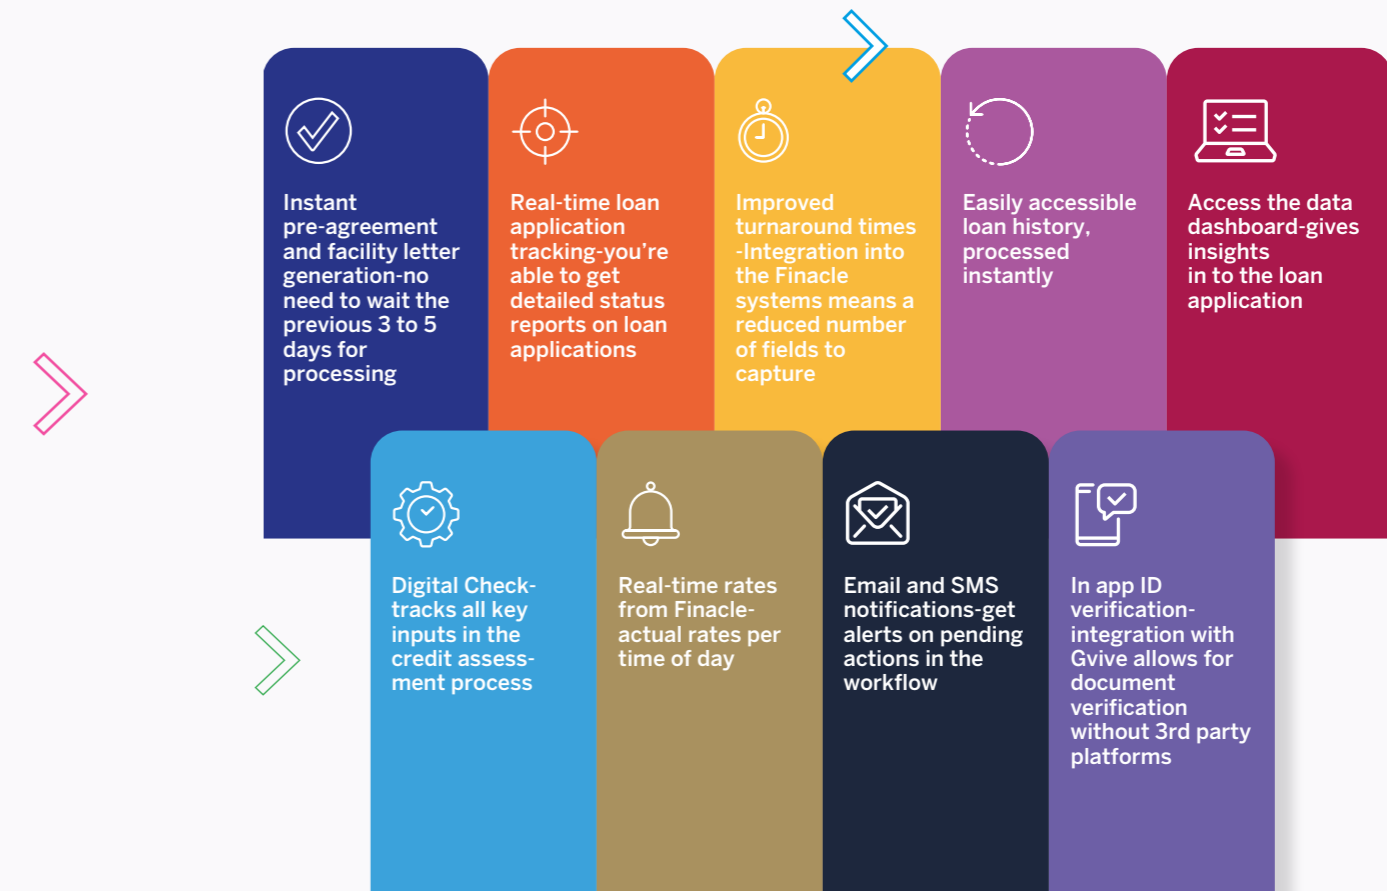 Instant
pre-agreement
and facility letter
generation-no
need to wait the
previous 3 to 5
days for
processing
Real-time loan
application
tracking-you're
able to get
detailed status
reports on loan
applications
Improved
turnaround times
-Integration into
the Finacle
systems means a
reduced number
of fields to
capture
Easily accessible
loan history,
processed
instantly
Access the data
dashboard-gives
insights
in to the loan
application
Digital Check-
tracks all key
inputs in the
credit assess-
ment process
Real-time rates
from Finacle-
actual rates per
time of day
Email and SMS
notifications-get
alerts on pending
actions in the
workflow
In app ID
verification-
integration with
Gvive allows for
document
verification
without 3rd party
platforms